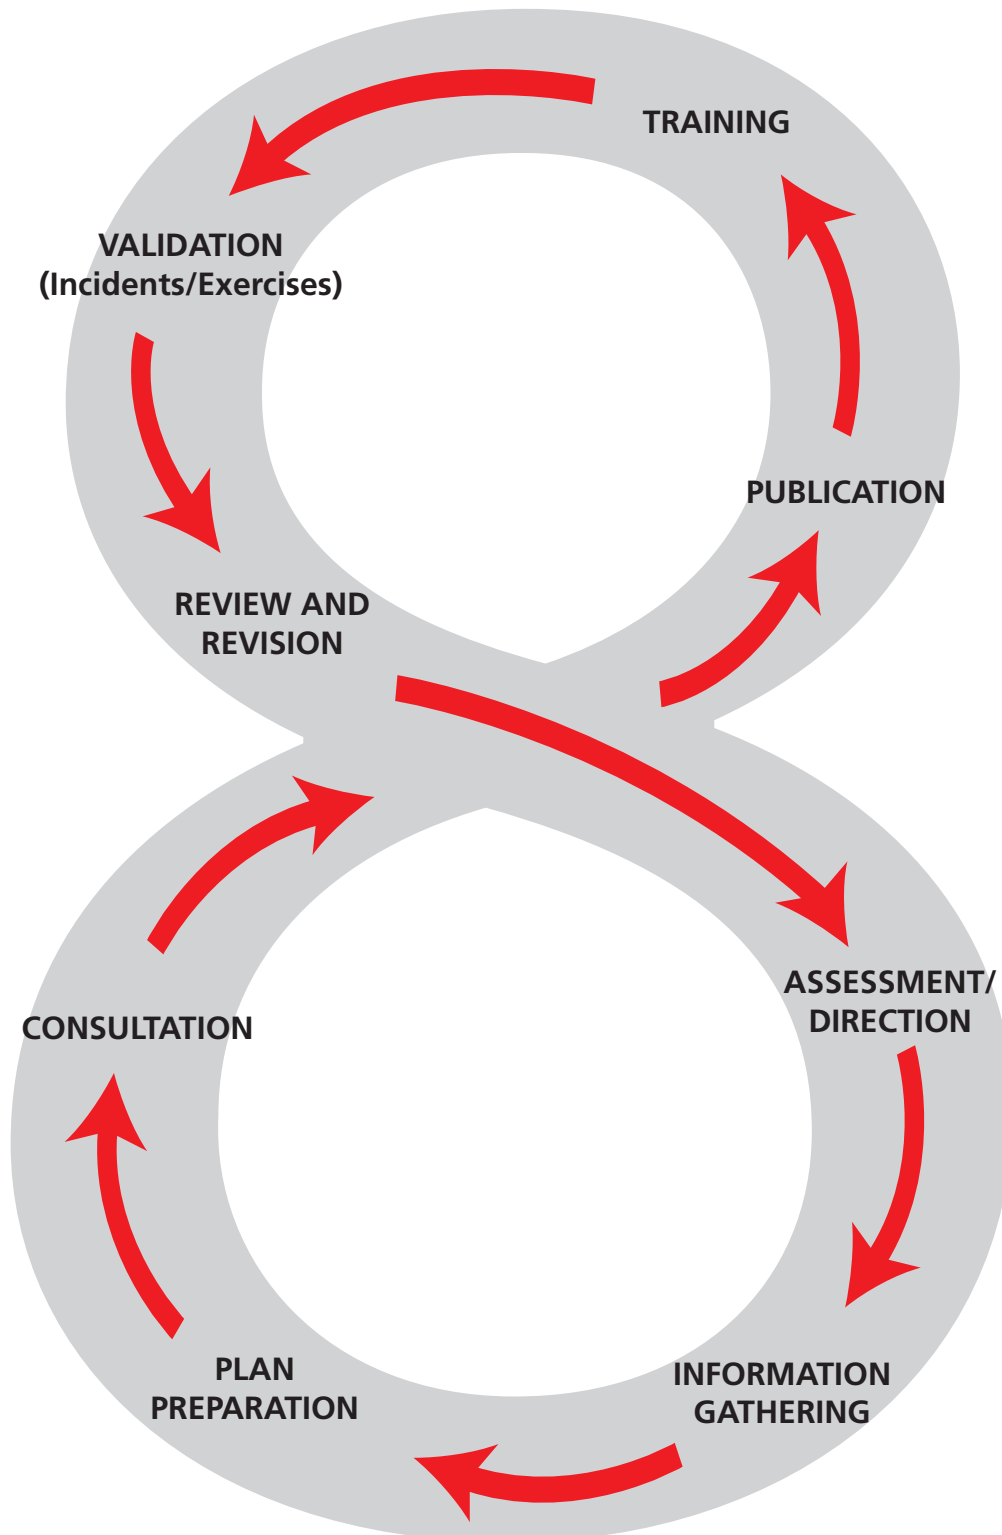 TRAINING
VALIDATION
(Incidents/Exercises)
PUBLICATION
REVIEW AND
REVISION
ASSESSMENT/
DIRECTION
CONSULTATION
PLAN
PREPARATION
INFORMATION
GATHERING